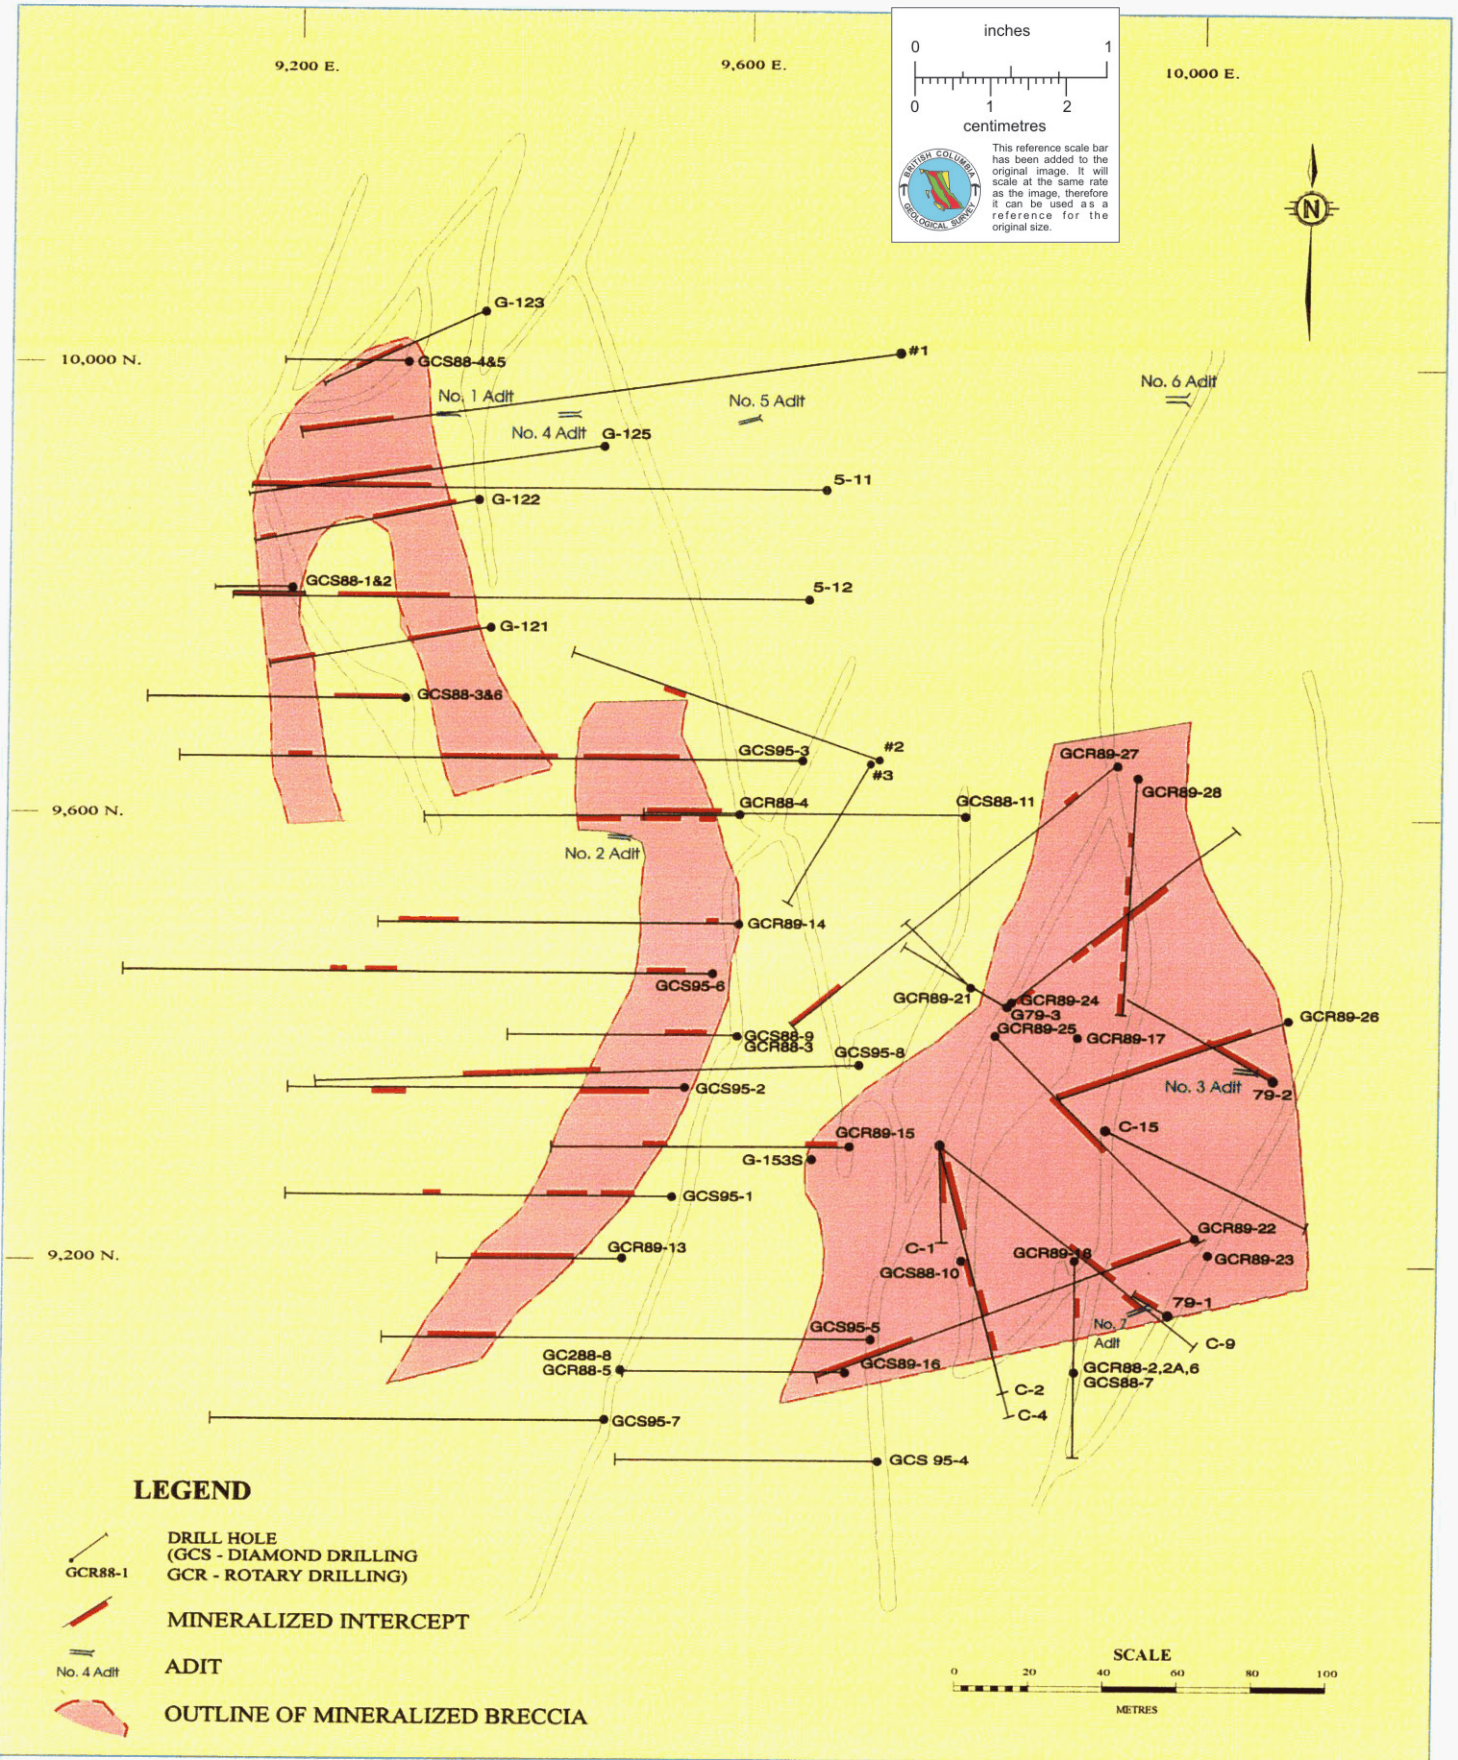 inches
0 1
0 1 2
centimetres
BRITISH COLUMBIA
GEOLOGICAL SURVEY
This reference scale bar
has been added to the
original image. It will
scale at the same rate
as the image, therefore
it can be used as a
reference for the
original size.
9,200 E.
9,600 E.
10,000 E.
N
G-123
10,000 N.
GCS88-4&5
#1
No. 1 Adit
No. 5 Adit
No. 6 Adit
No. 4 Adit
G-125
5-11
G-122
GCS88-1&2
5-12
G-121
GCS88-3&6
GCS95-3
#2
#3
GCR89-27
GCR89-28
9,600 N.
GCR88-4
GCS88-11
No. 2 Adit
GCR89-14
GCS95-6
GCR89-21
GCR89-24
G79-3
GCR89-25
GCR89-17
GCR89-26
GCS88-9
GCR88-3
GCS95-8
GCS95-2
No. 3 Adit
79-2
C-15
GCR89-15
G-153S
GCS95-1
GCR89-22
GCR89-23
9,200 N.
GCR89-13
C-1
GCS88-10
GCR89-18
79-1
No. 7
Adit
C-9
GCS95-5
GC288-8
GCR88-5
GCS89-16
GCR88-2,2A,6
GCS88-7
C-2
C-4
GCS95-7
GCS 95-4
LEGEND
GCR88-1
DRILL HOLE
(GCS - DIAMOND DRILLING
GCR - ROTARY DRILLING)
MINERALIZED INTERCEPT
No. 4 Adit
ADIT
OUTLINE OF MINERALIZED BRECCIA
SCALE
0 20 40 60 80 100
METRES